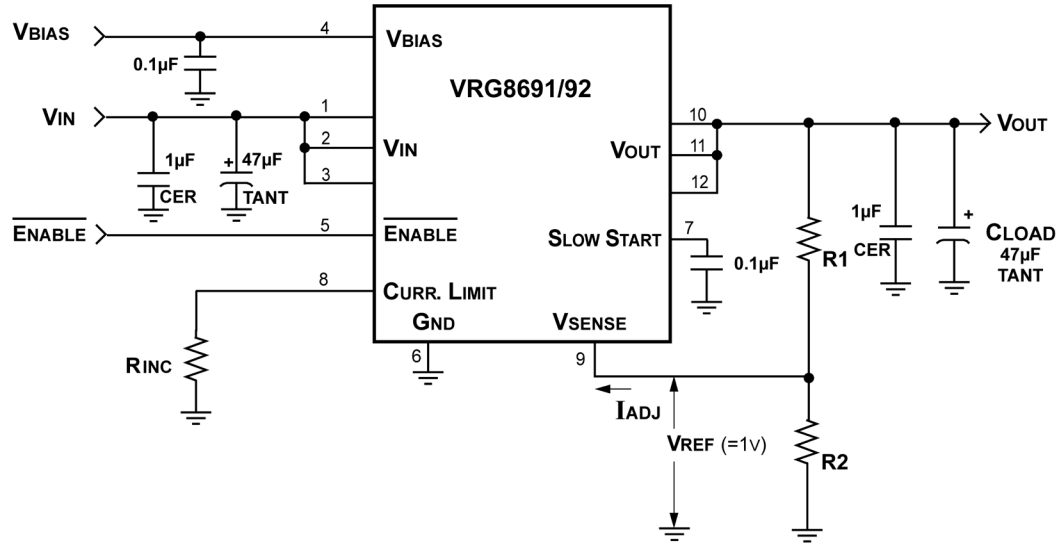 VBIAS
4
VBIAS
0.1µF
VRG8691/92
VIN
1
2
VIN
3
1µF
CER
+
47µF
TANT
10
VOUT
VOUT
11
12
ENABLE
5
ENABLE
SLOW START
7
0.1µF
R1
1µF
CER
+
CLOAD
47µF
TANT
8
CURR. LIMIT
GND
VSENSE
RINC
6
9
IADJ
VREF (=1v)
R2